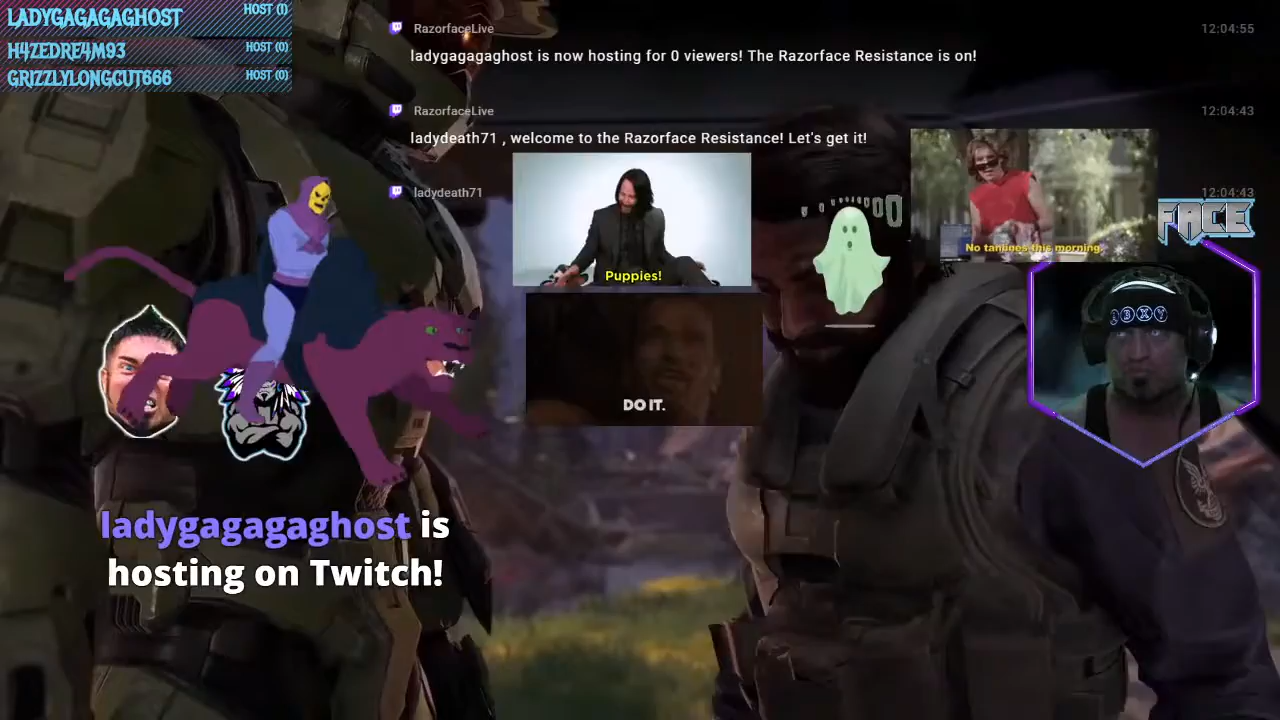 LADYGAGAGAGHOST HOST (1)
H4ZEDRE4M93 HOST (0)
GRIZZLYLONGCUT666 HOST (0)
RazorfaceLive 12:04:55
ladygagagaghost is now hosting for 0 viewers! The Razorface Resistance is on!
RazorfaceLive 12:04:43
ladydeath71 , welcome to the Razorface Resistance! Let's get it!
ladydeath71 12:04:43
Puppies!
No tanlines this morning.
FACE
DO IT.
ladygagagaghost is
hosting on Twitch!